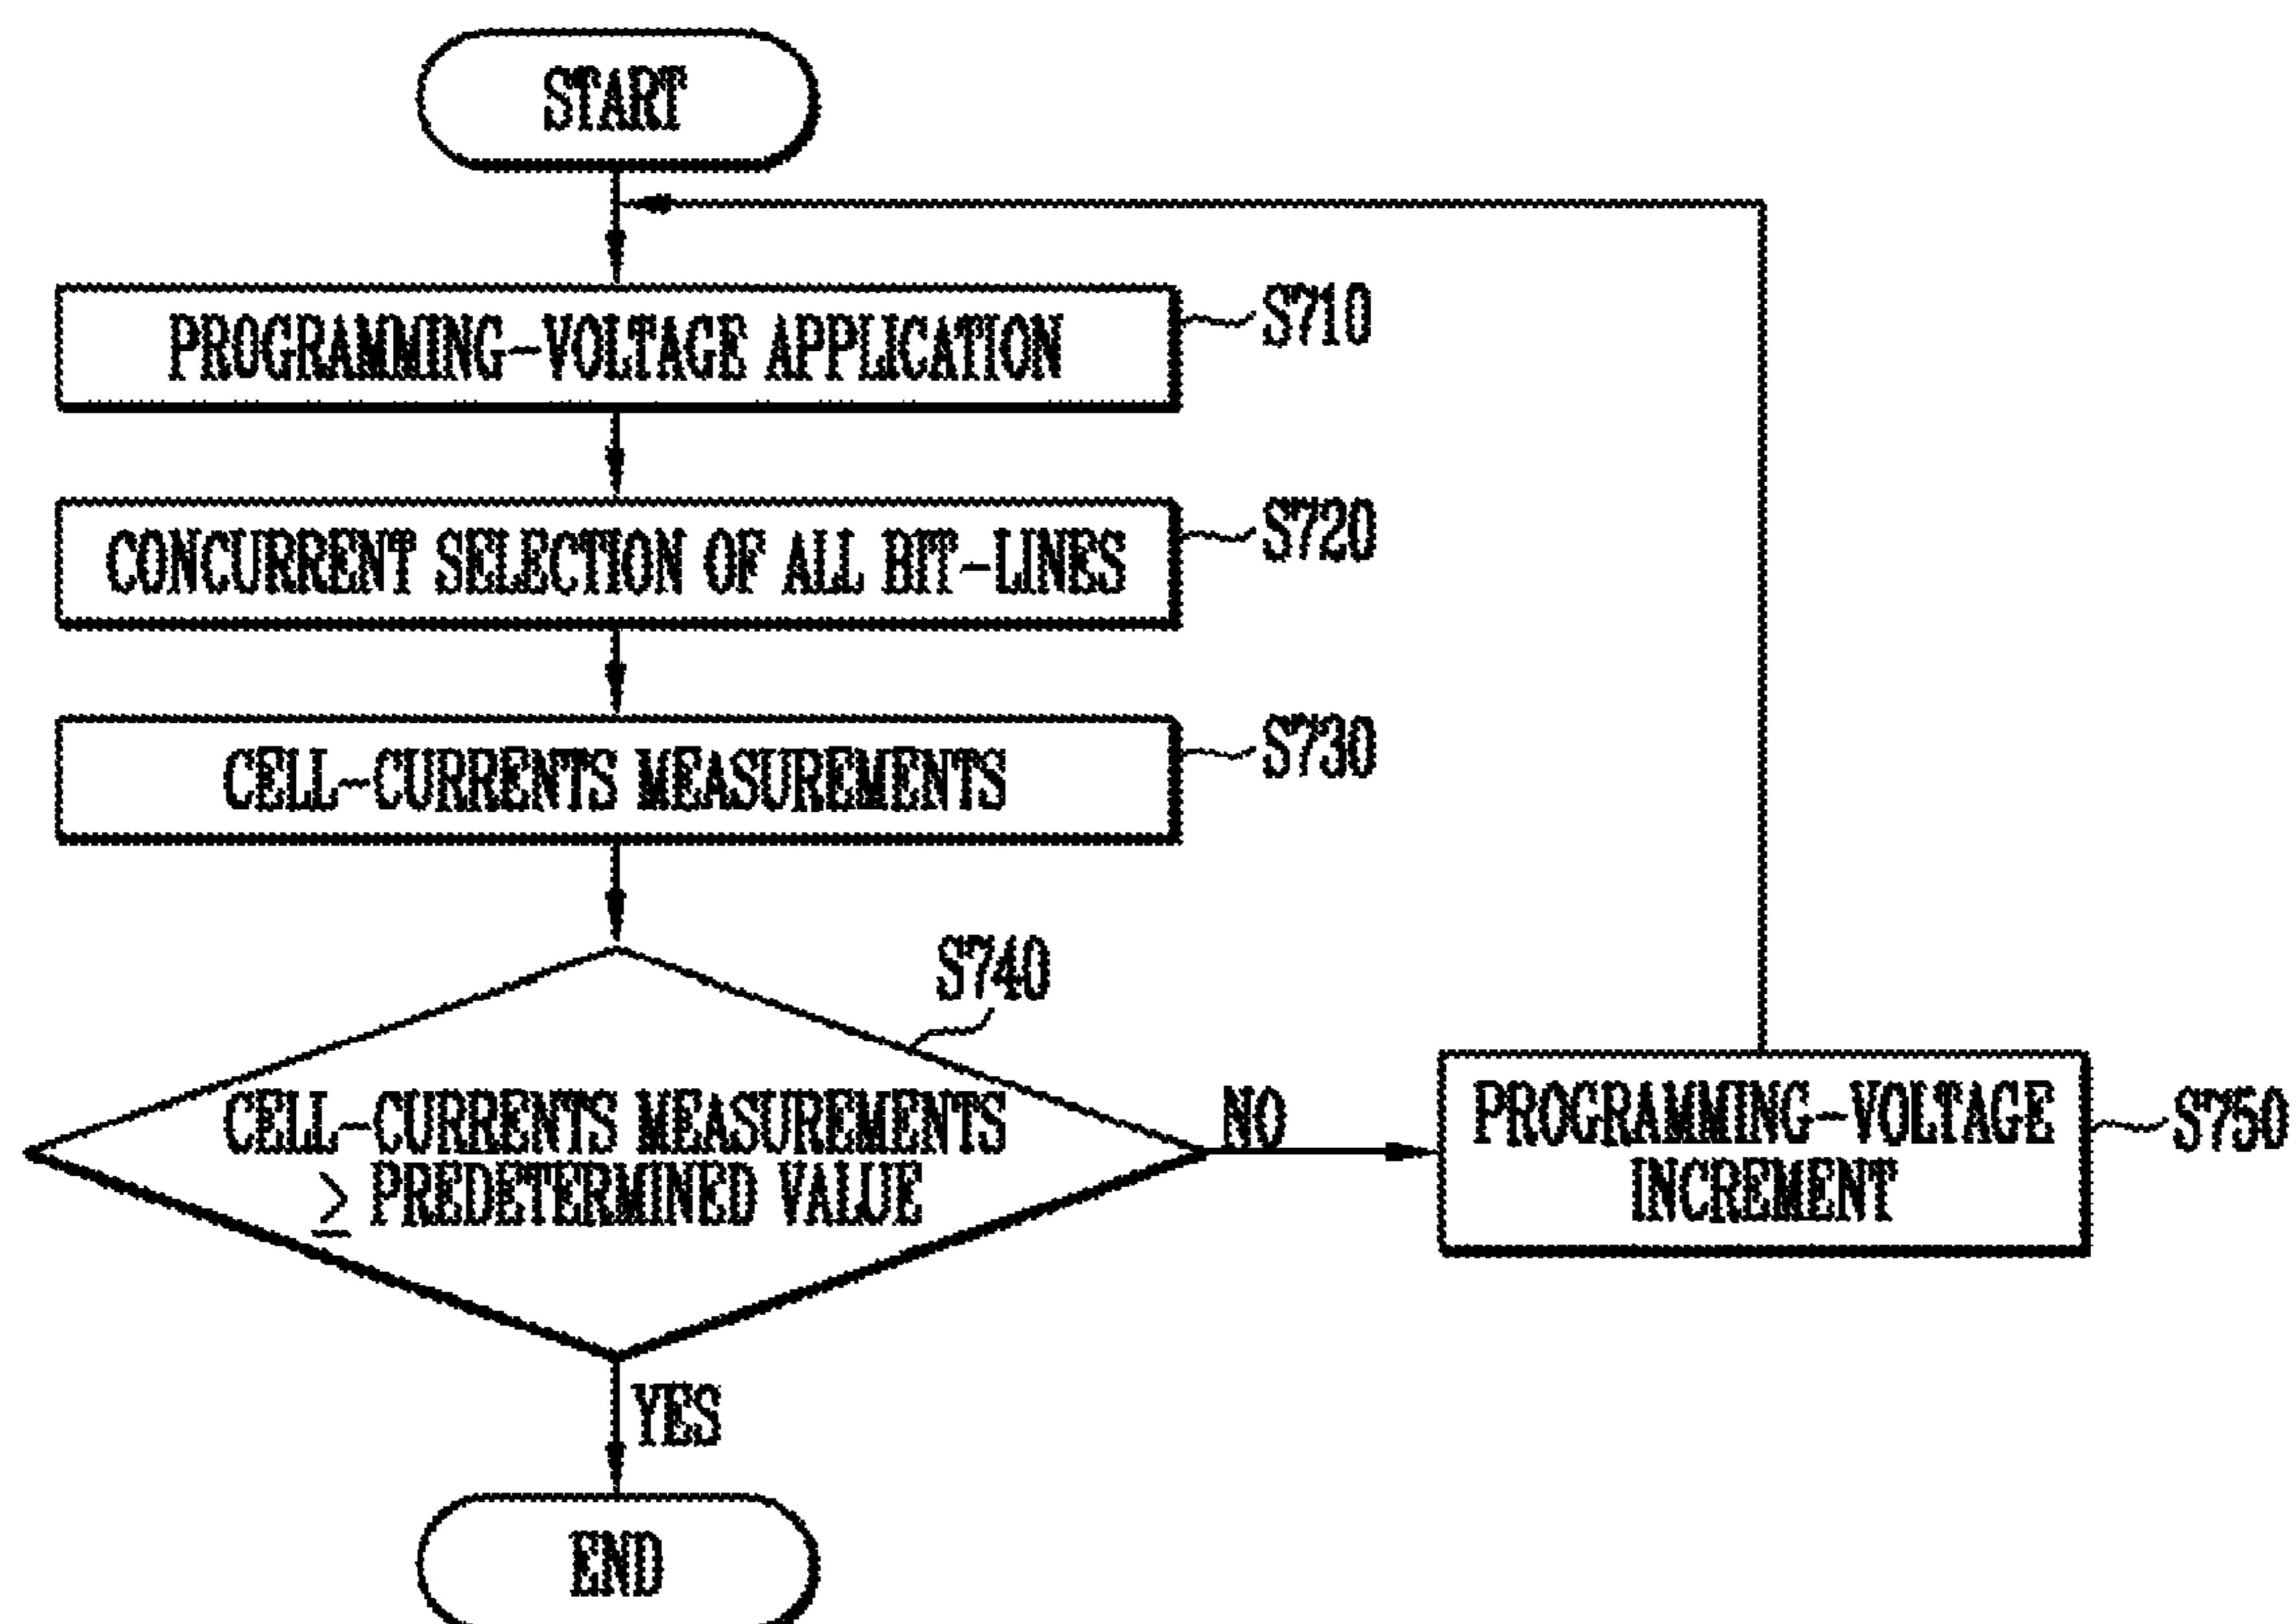 START
PROGRAMMING-VOLTAGE APPLICATION
S710
CONCURRENT SELECTION OF ALL BIT-LINES
S720
CELL-CURRENTS MEASUREMENTS
S730
S740
CELL-CURRENTS MEASUREMENTS
≥ PREDETERMINED VALUE
NO
PROGRAMMING-VOLTAGE
INCREMENT
S750
YES
END